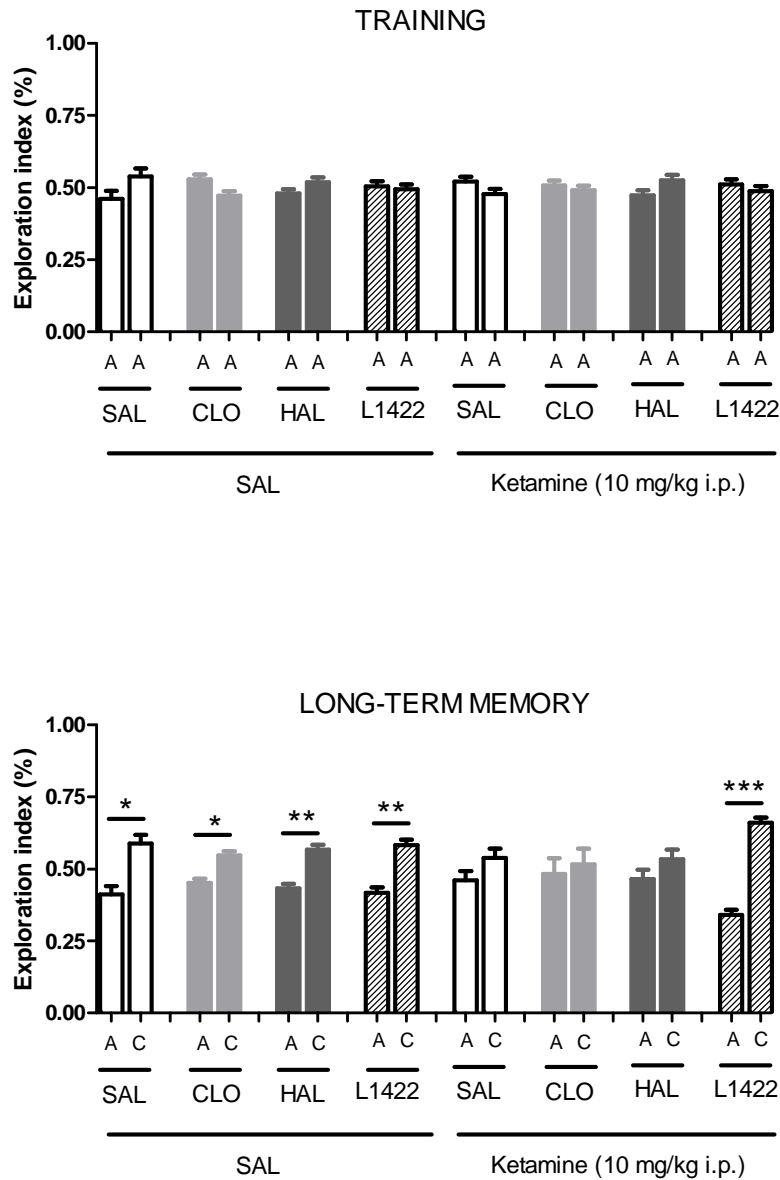 TRAINING
Exploration index (%)
1.00
0.75
0.50
0.25
0.00
A A A A A A A A A A A A A A A A
SAL CLO HAL L1422 SAL CLO HAL L1422
SAL Ketamine (10 mg/kg i.p.)
LONG-TERM MEMORY
Exploration index (%)
1.00
0.75
0.50
0.25
0.00
* * ** ** ***
A C A C A C A C A C A C A C A C
SAL CLO HAL L1422 SAL CLO HAL L1422
SAL Ketamine (10 mg/kg i.p.)